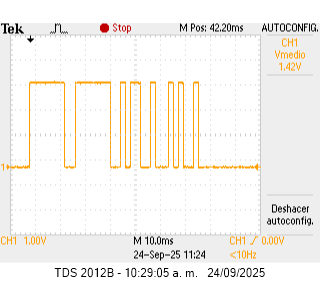 Tek Stop M Pos: 42.20ms AUTOCONFIG.
CH1
Vmedio
1.42V
1
Deshacer
autoconfig.
CH1 1.00V M 10.0ms CH1 / 0.00V
24-Sep-25 11:24 <10Hz
TDS 2012B - 10:29:05 a. m. 24/09/2025